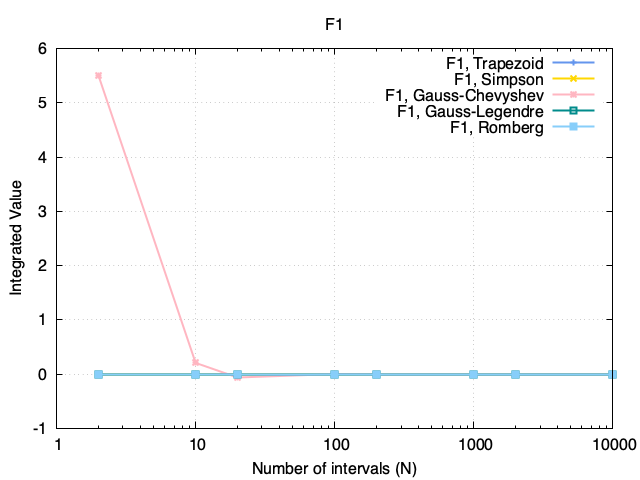 F1
F1, Trapezoid
F1, Simpson
F1, Gauss-Chevyshev
F1, Gauss-Legendre
F1, Romberg
6
5
4
3
2
1
0
-1
Integrated Value
1 10 100 1000 10000
Number of intervals (N)